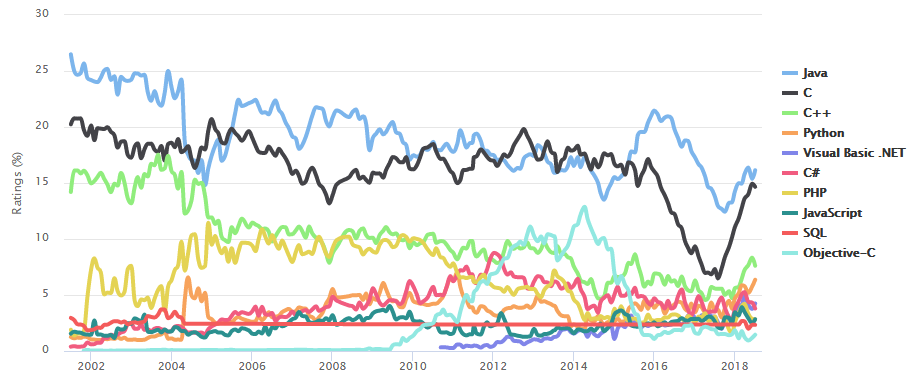 30
25
20
15
10
5
0
Ratings (%)
2002
2004
2006
2008
2010
2012
2014
2016
2018
Java
C
C++
Python
Visual Basic .NET
C#
PHP
JavaScript
SQL
Objective-C